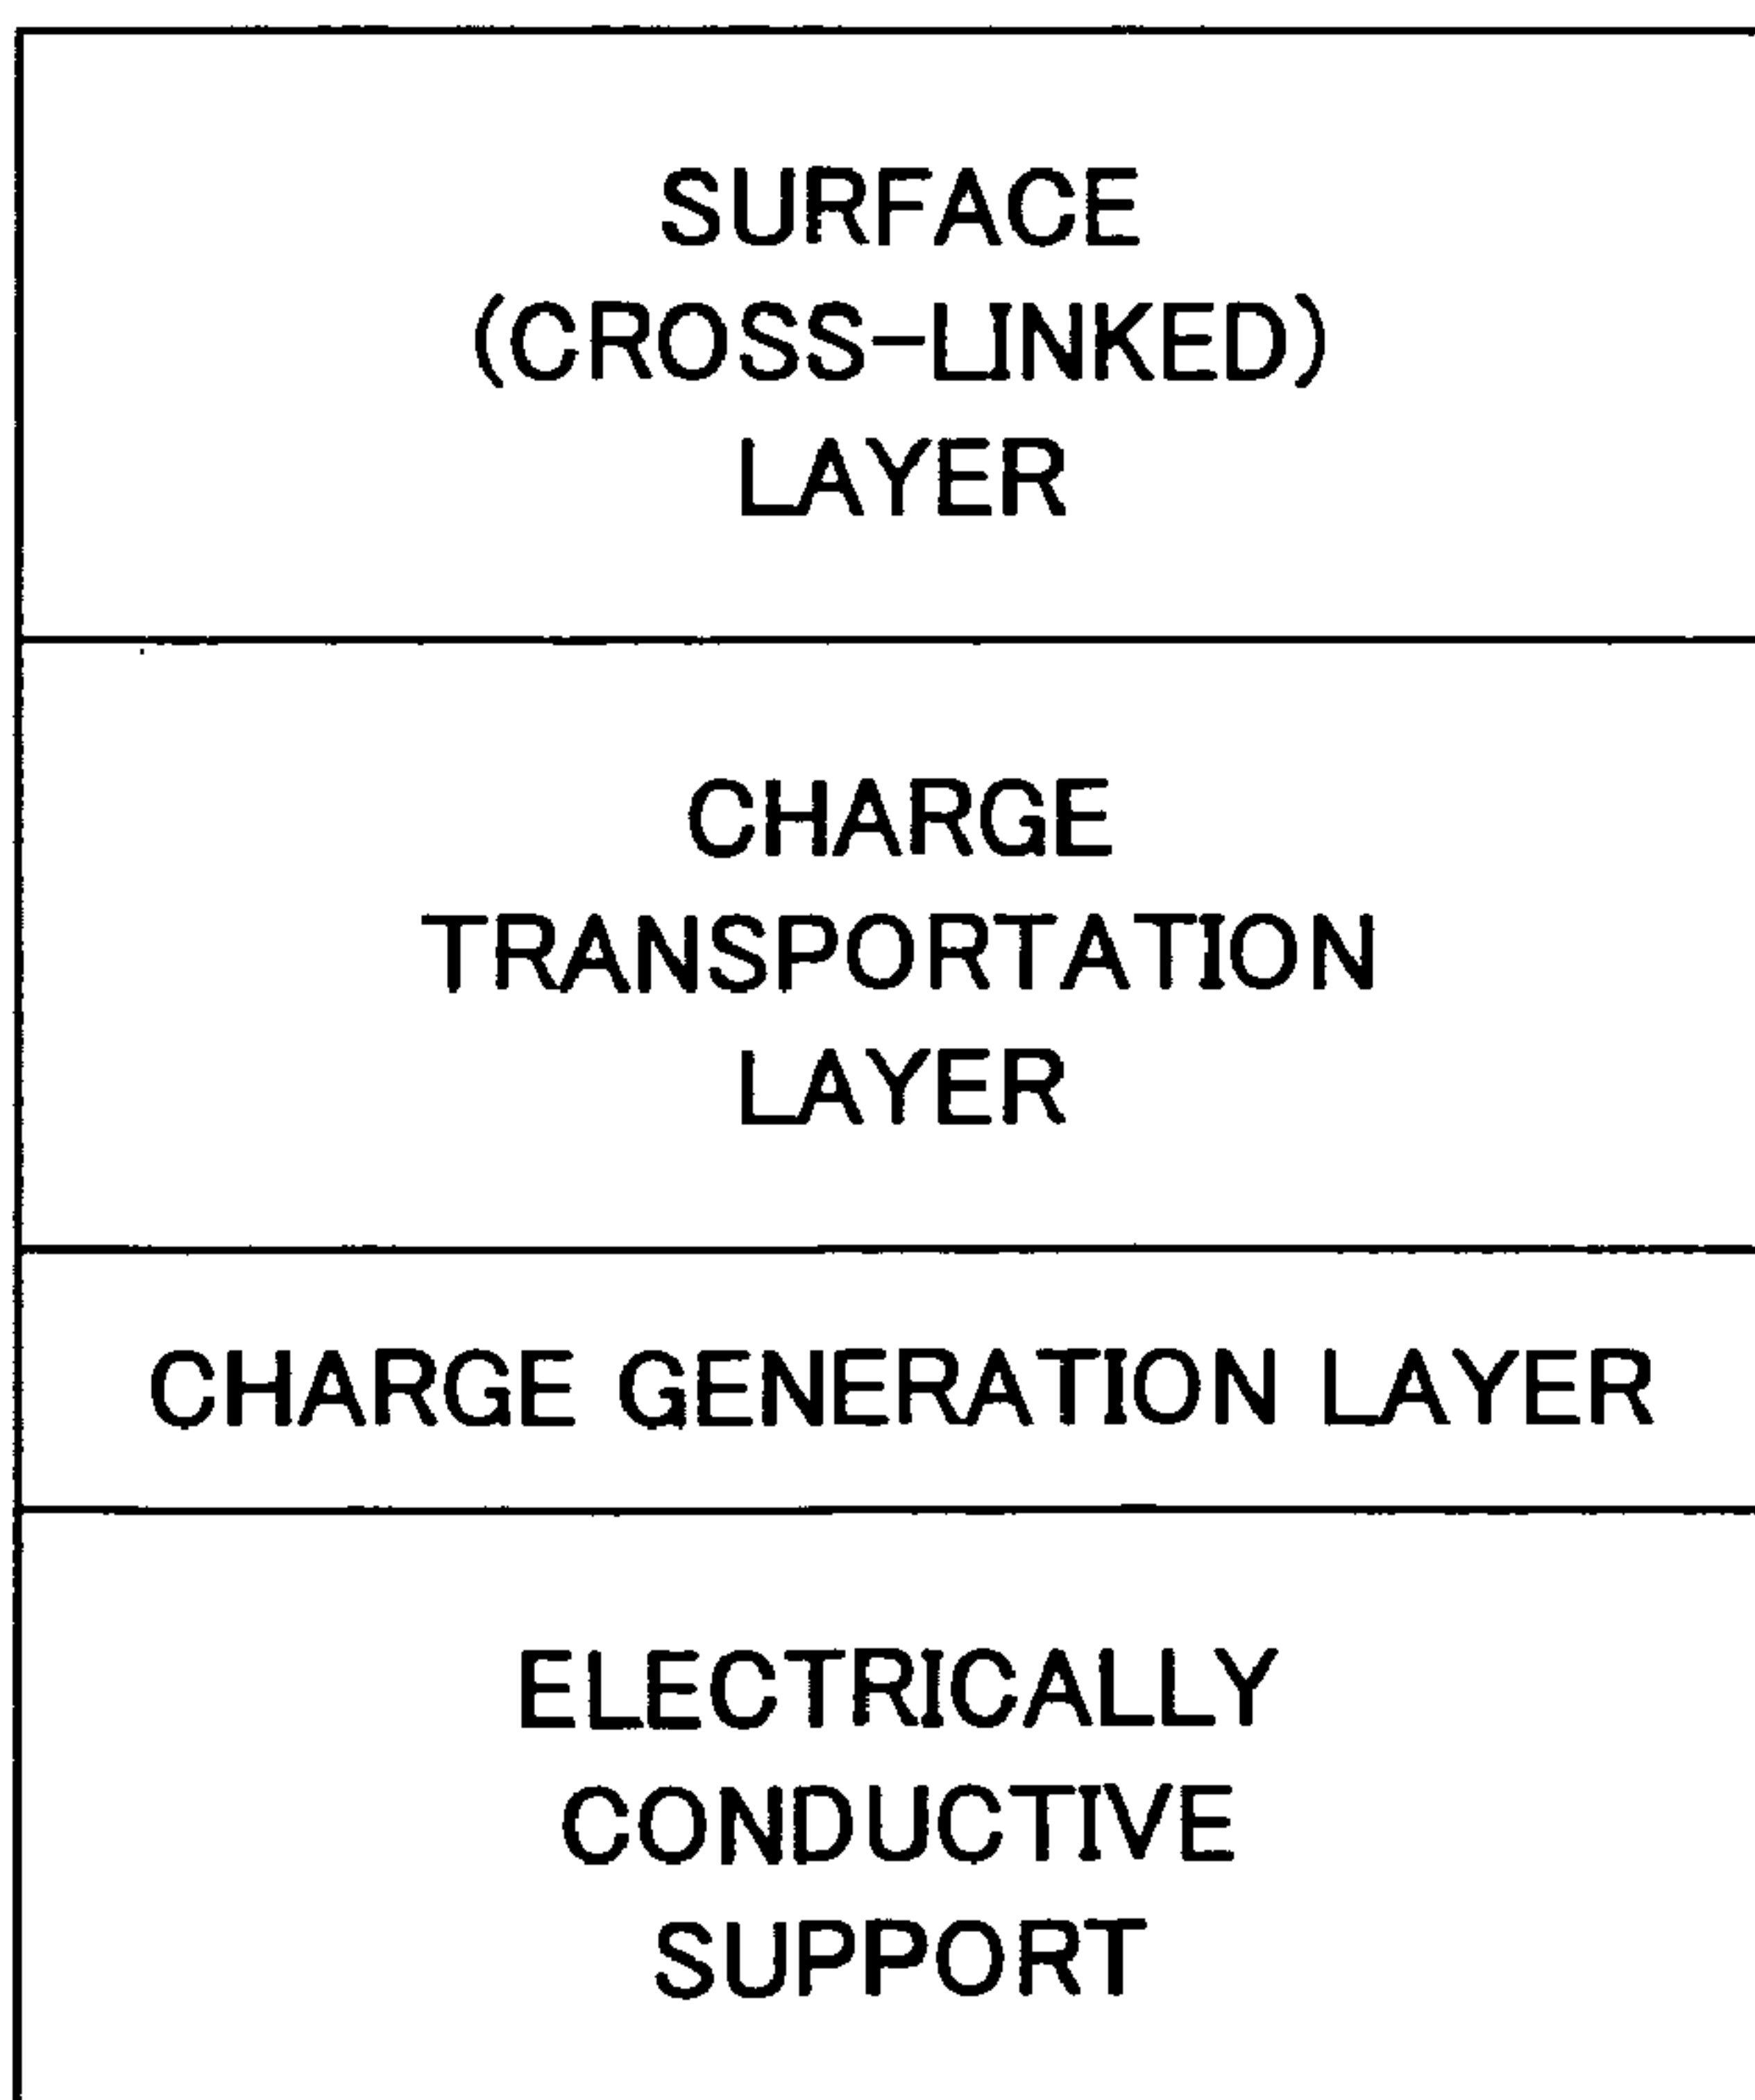 SURFACE
(CROSS-LINKED)
LAYER
CHARGE
TRANSPORTATION
LAYER
CHARGE GENERATION LAYER
ELECTRICALLY
CONDUCTIVE
SUPPORT